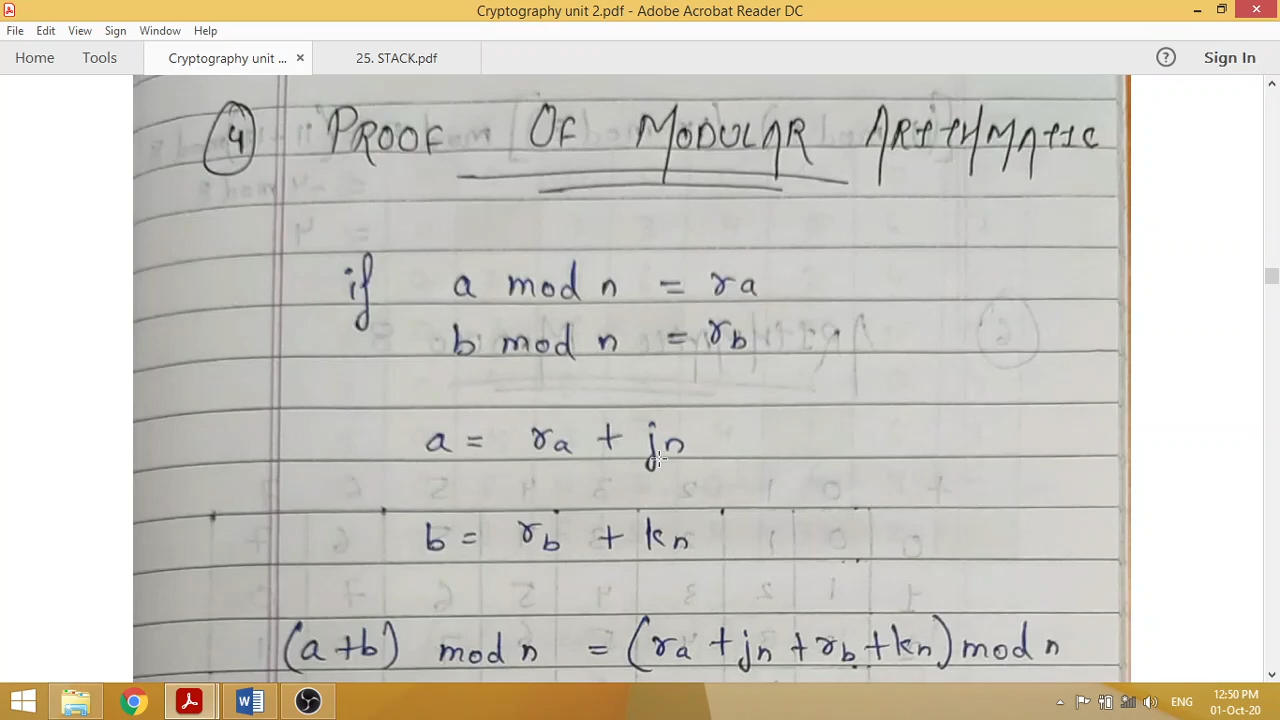 Cryptography unit 2.pdf - Adobe Acrobat Reader DC
File Edit View Sign Window Help
Home Tools Cryptography unit ... × 25. STACK.pdf ? Sign In
4 PROOF OF MODULAR ARITHMATIC
if a mod n = ra
b mod n = rb
a = ra + jn
b = rb + kn
(a+b) mod n = (ra + jn + rb + kn) mod n
ENG 12:50 PM
01-Oct-20